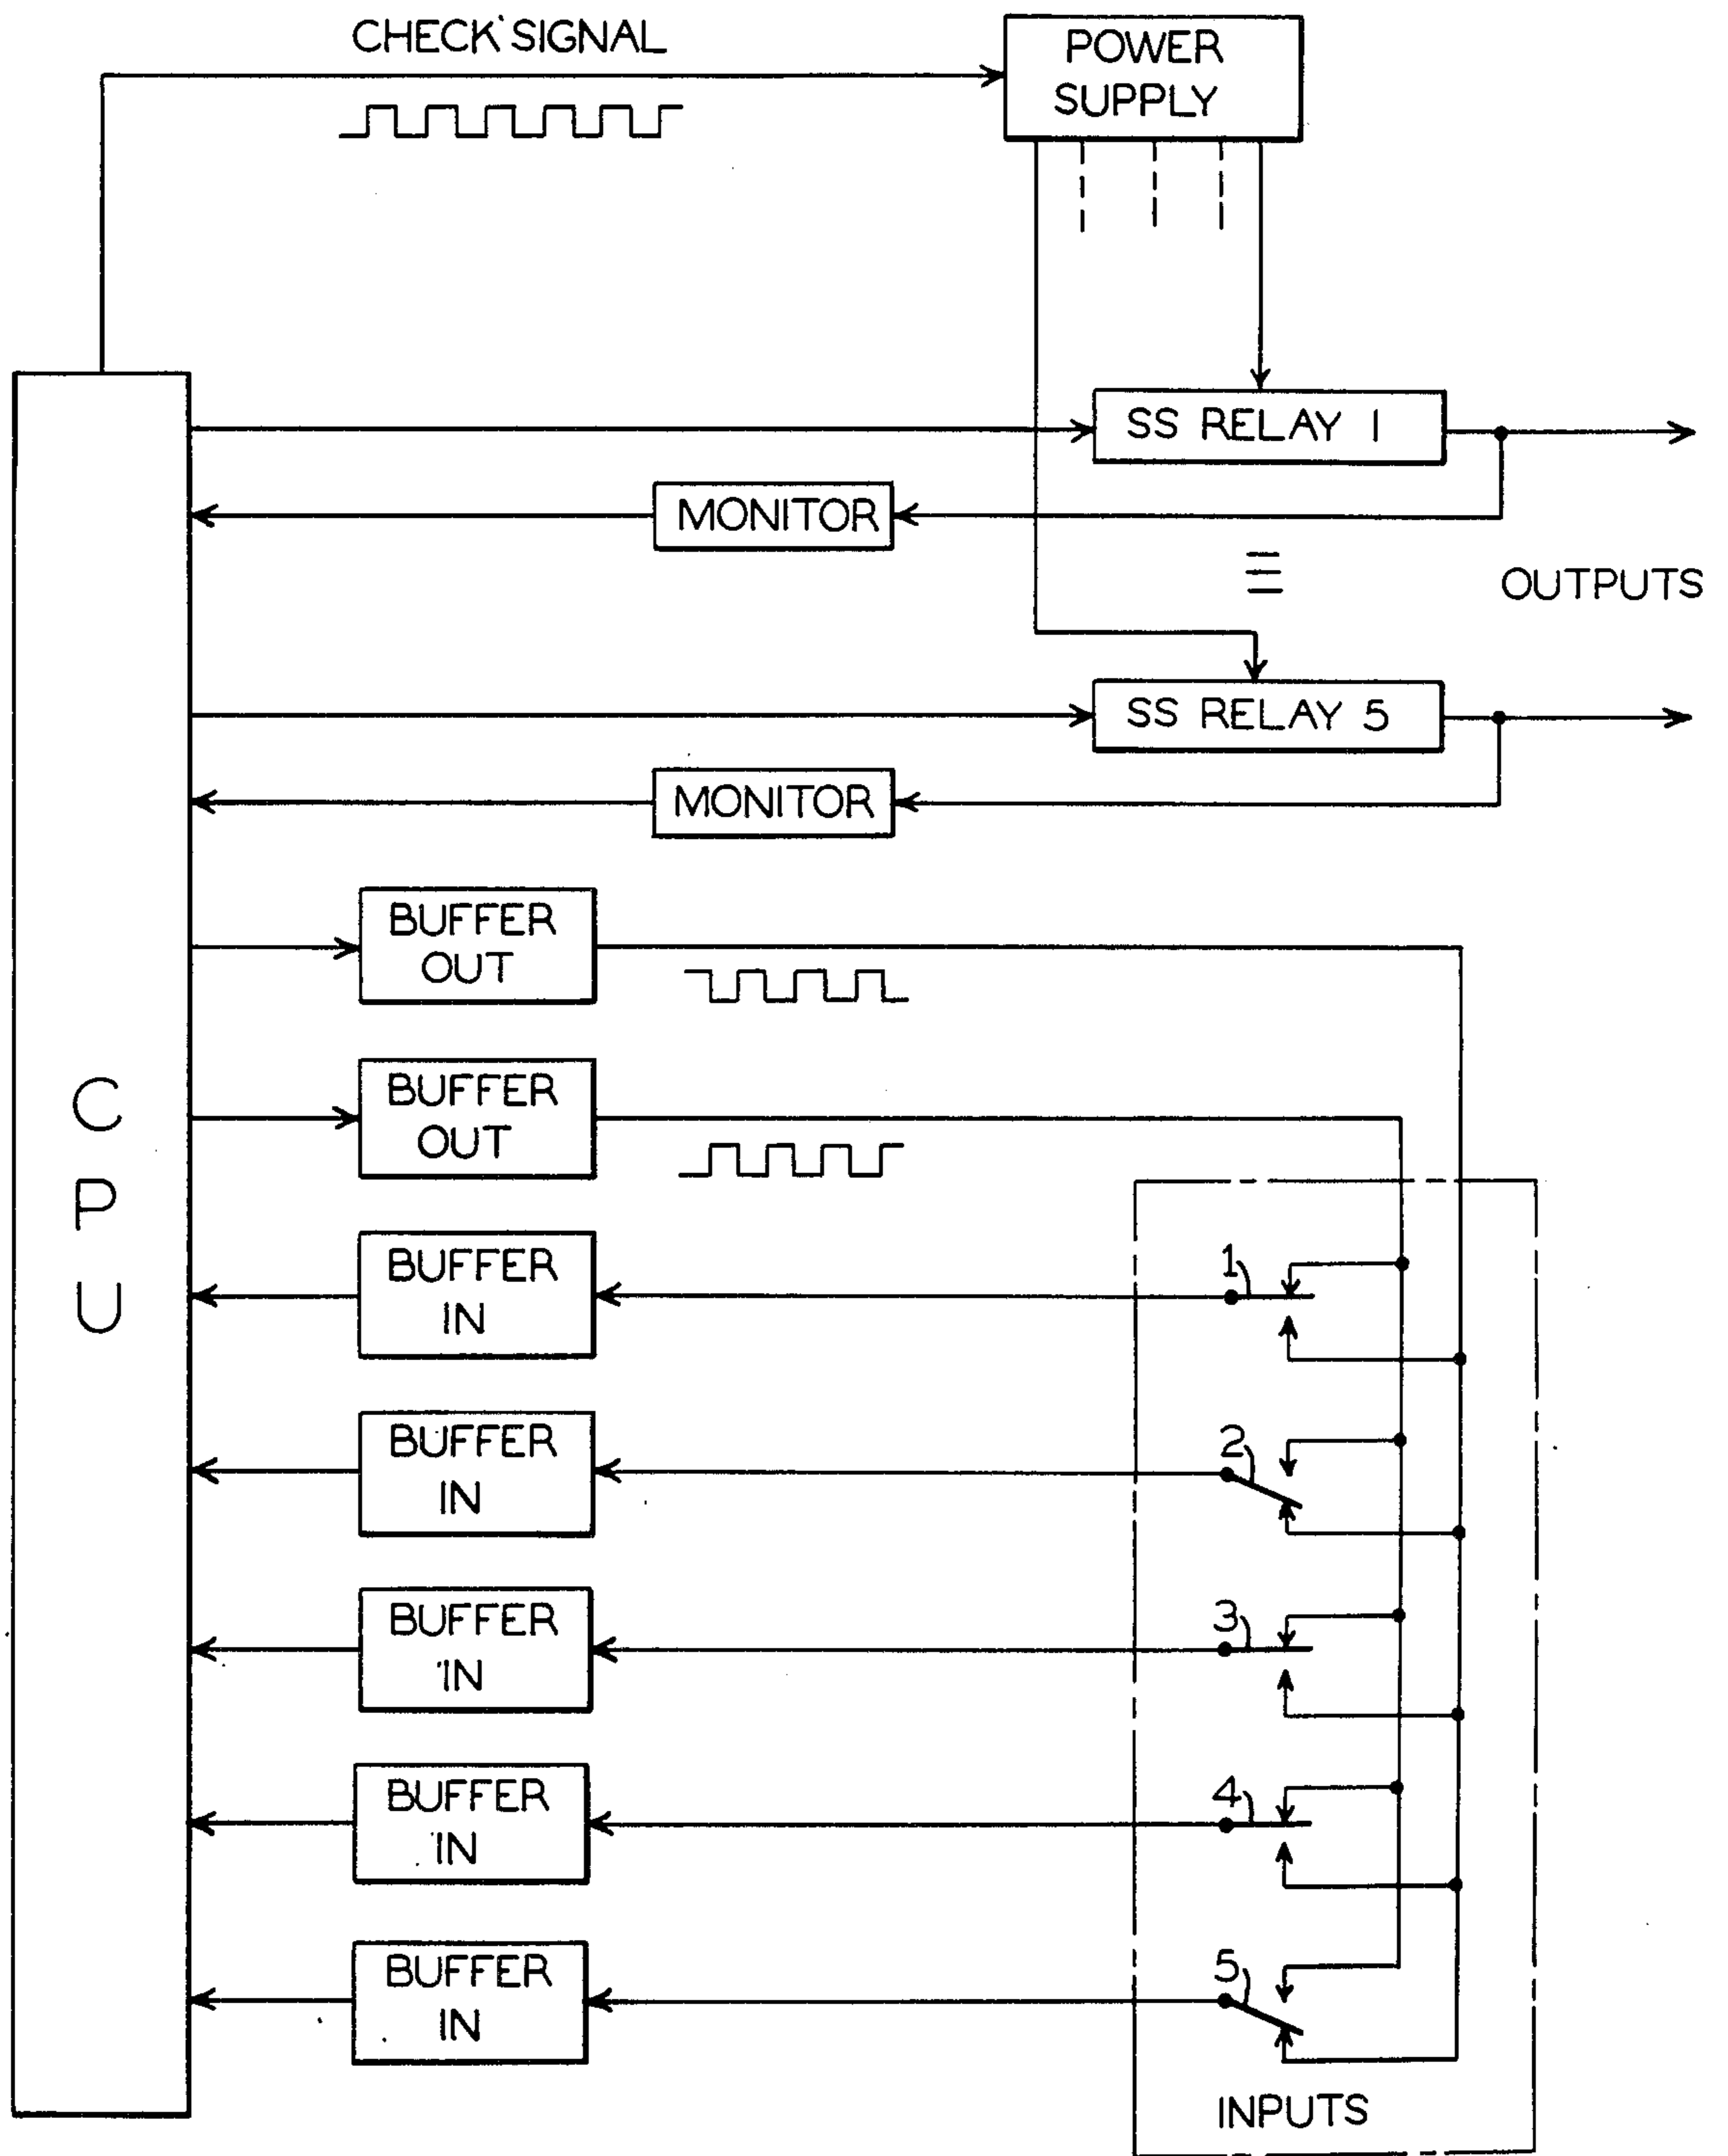 CHECK SIGNAL
POWER
SUPPLY
SS RELAY 1
MONITOR
OUTPUTS
SS RELAY 5
MONITOR
BUFFER
OUT
BUFFER
OUT
C
P
U
BUFFER
IN
1
BUFFER
IN
2
BUFFER
IN
3
BUFFER
IN
4
BUFFER
IN
5
INPUTS